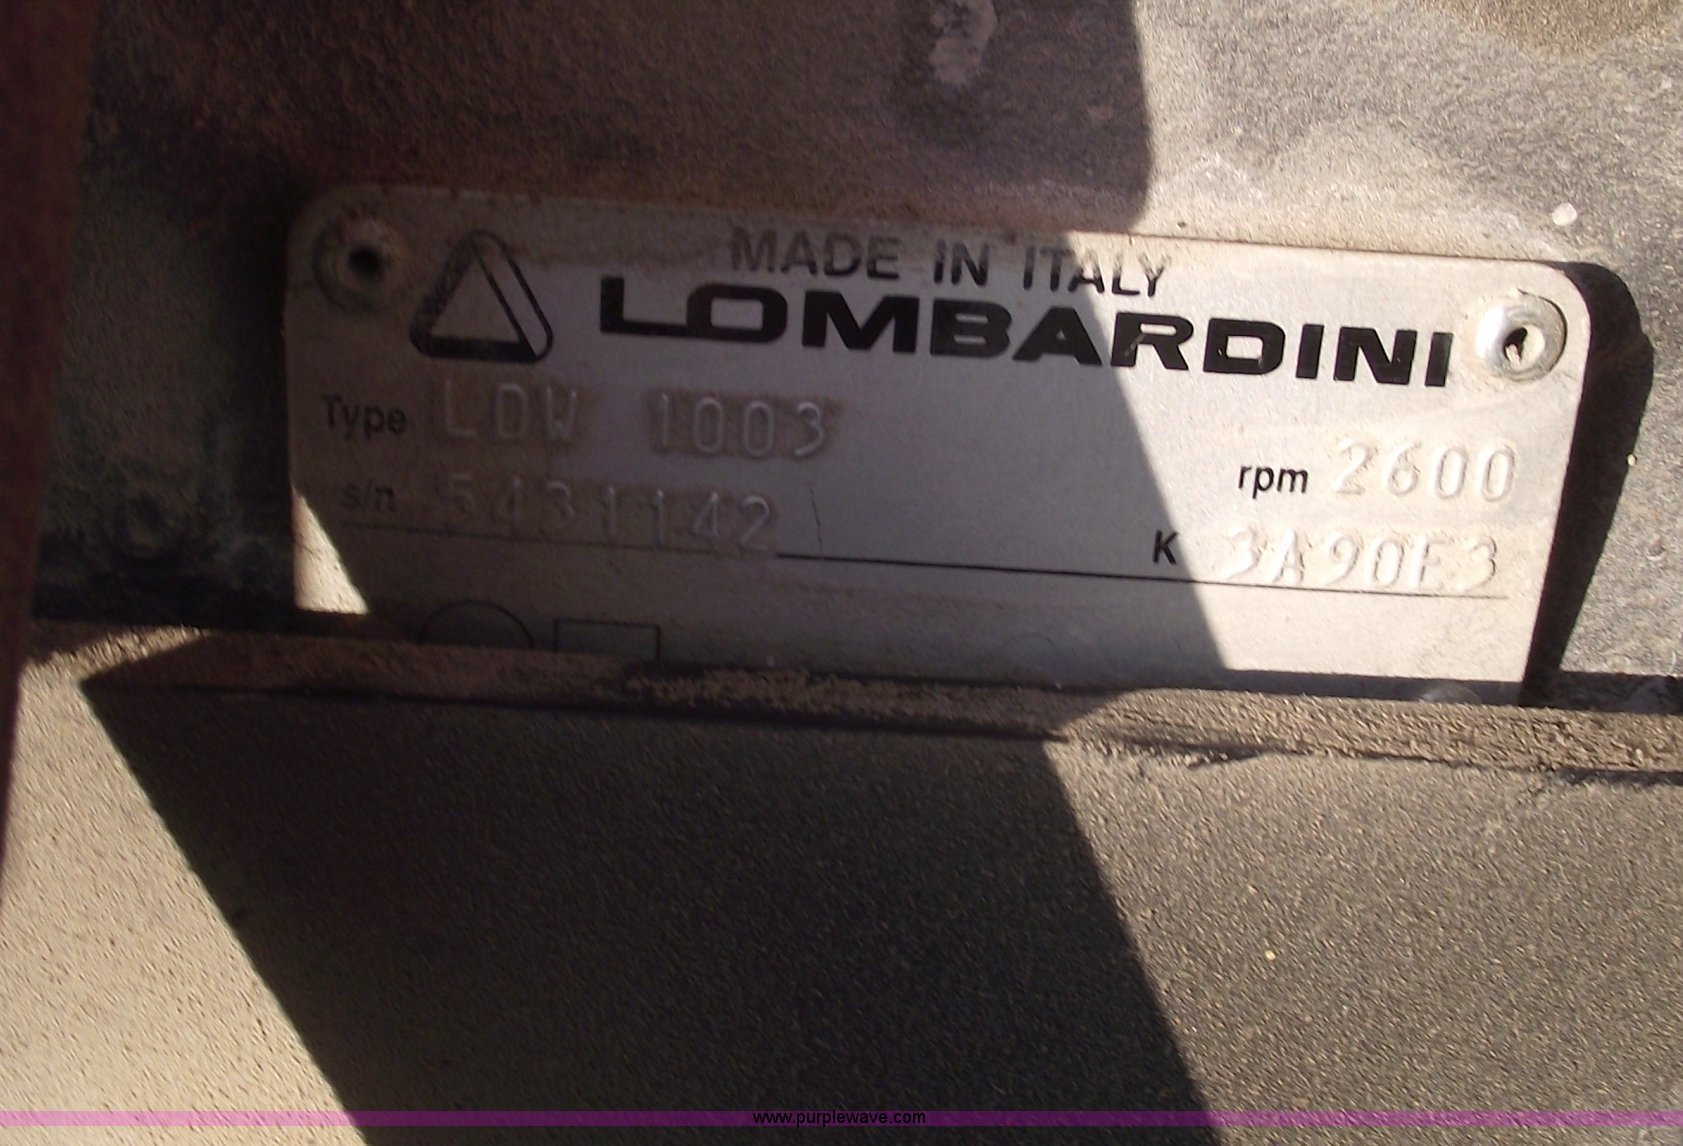 MADE IN ITALY
LOMBARDINI
Type LDW 1003
rpm 2600
s/n 5431142
K 3A90F3
www.purplewave.com